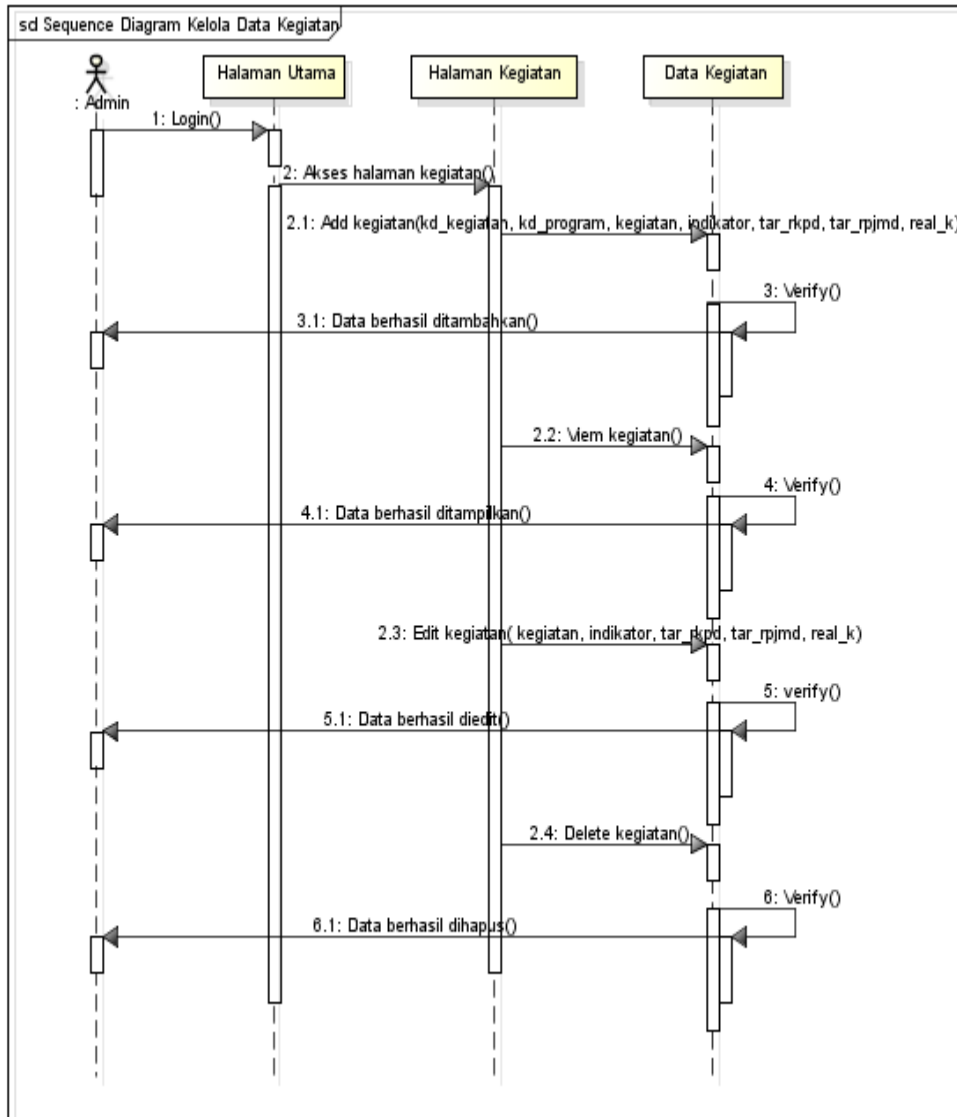 sd Sequence Diagram Kelola Data Kegiatan
: Admin
Halaman Utama
Halaman Kegiatan
Data Kegiatan
1: Login()
2: Akses halaman kegiatan()
2.1: Add kegiatan(kd_kegiatan, kd_program, kegiatan, indikator, tar_rkpd, tar_rpjmd, real_k)
3: Verify()
3.1: Data berhasil ditambahkan()
2.2: Viem kegiatan()
4: Verify()
4.1: Data berhasil ditampilkan()
2.3: Edit kegiatan( kegiatan, indikator, tar_rkpd, tar_rpjmd, real_k)
5: verify()
5.1: Data berhasil diedit()
2.4: Delete kegiatan()
6: Verify()
6.1: Data berhasil dihapus()